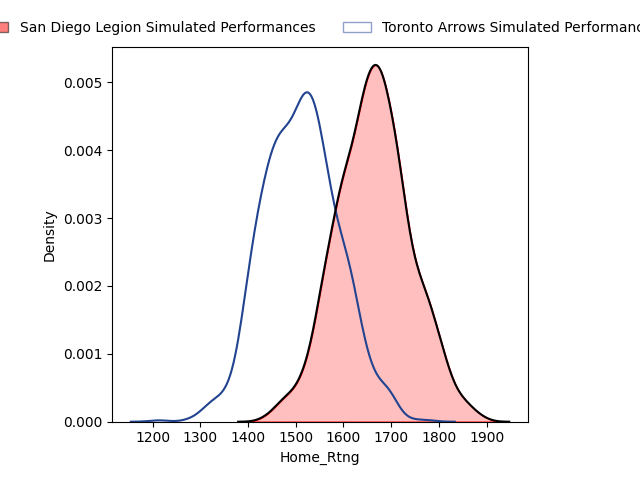 San Diego Legion Simulated Performances
Toronto Arrows Simulated
0.005
0.004
0.003
0.002
0.001
0.000
Density
1200 1300 1400 1500 1600 1700 1800 1900
Home_Rtng